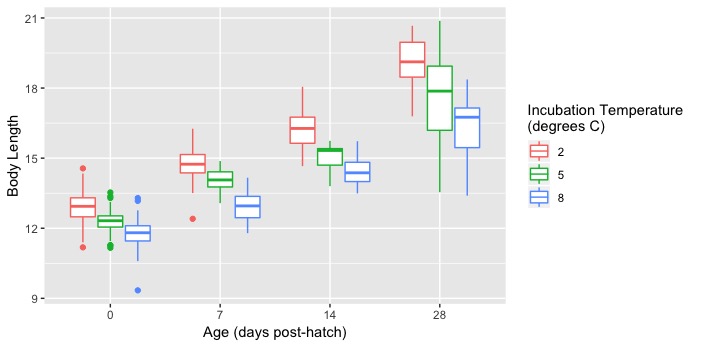 21
18
15
12
9
Body Length
0 7 14 28
Age (days post-hatch)
Incubation Temperature
(degrees C)
2
5
8